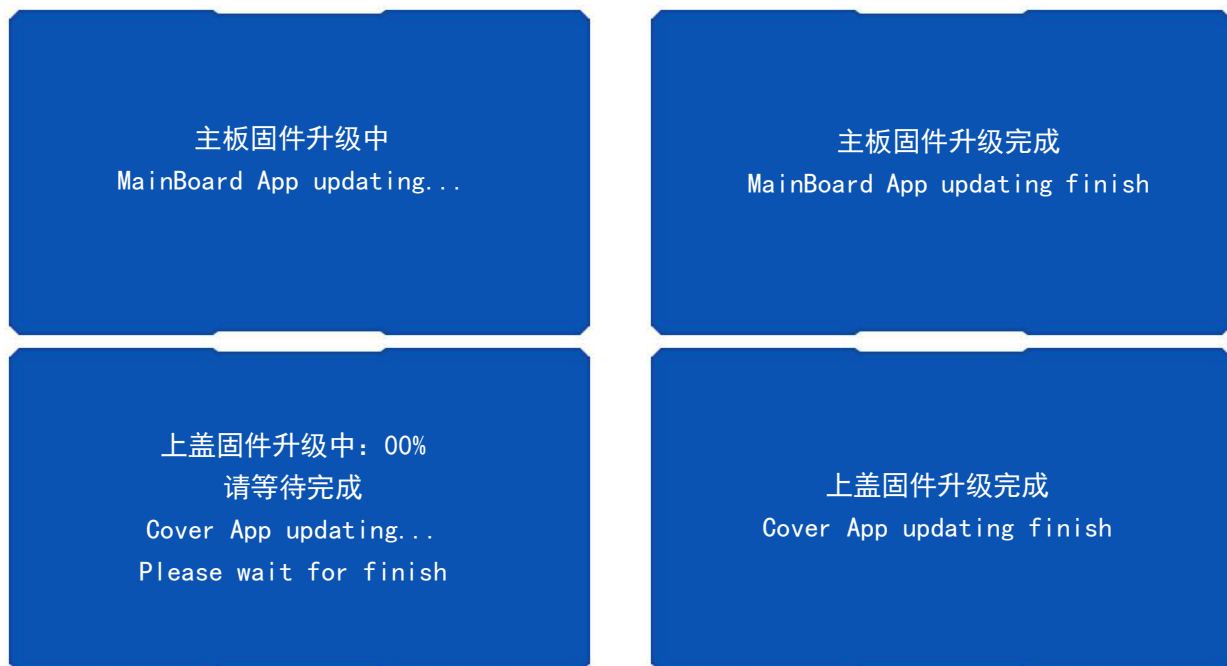 主板固件升级中
MainBoard App updating...
主板固件升级完成
MainBoard App updating finish
上盖固件升级中：00%
请等待完成
Cover App updating...
Please wait for finish
上盖固件升级完成
Cover App updating finish